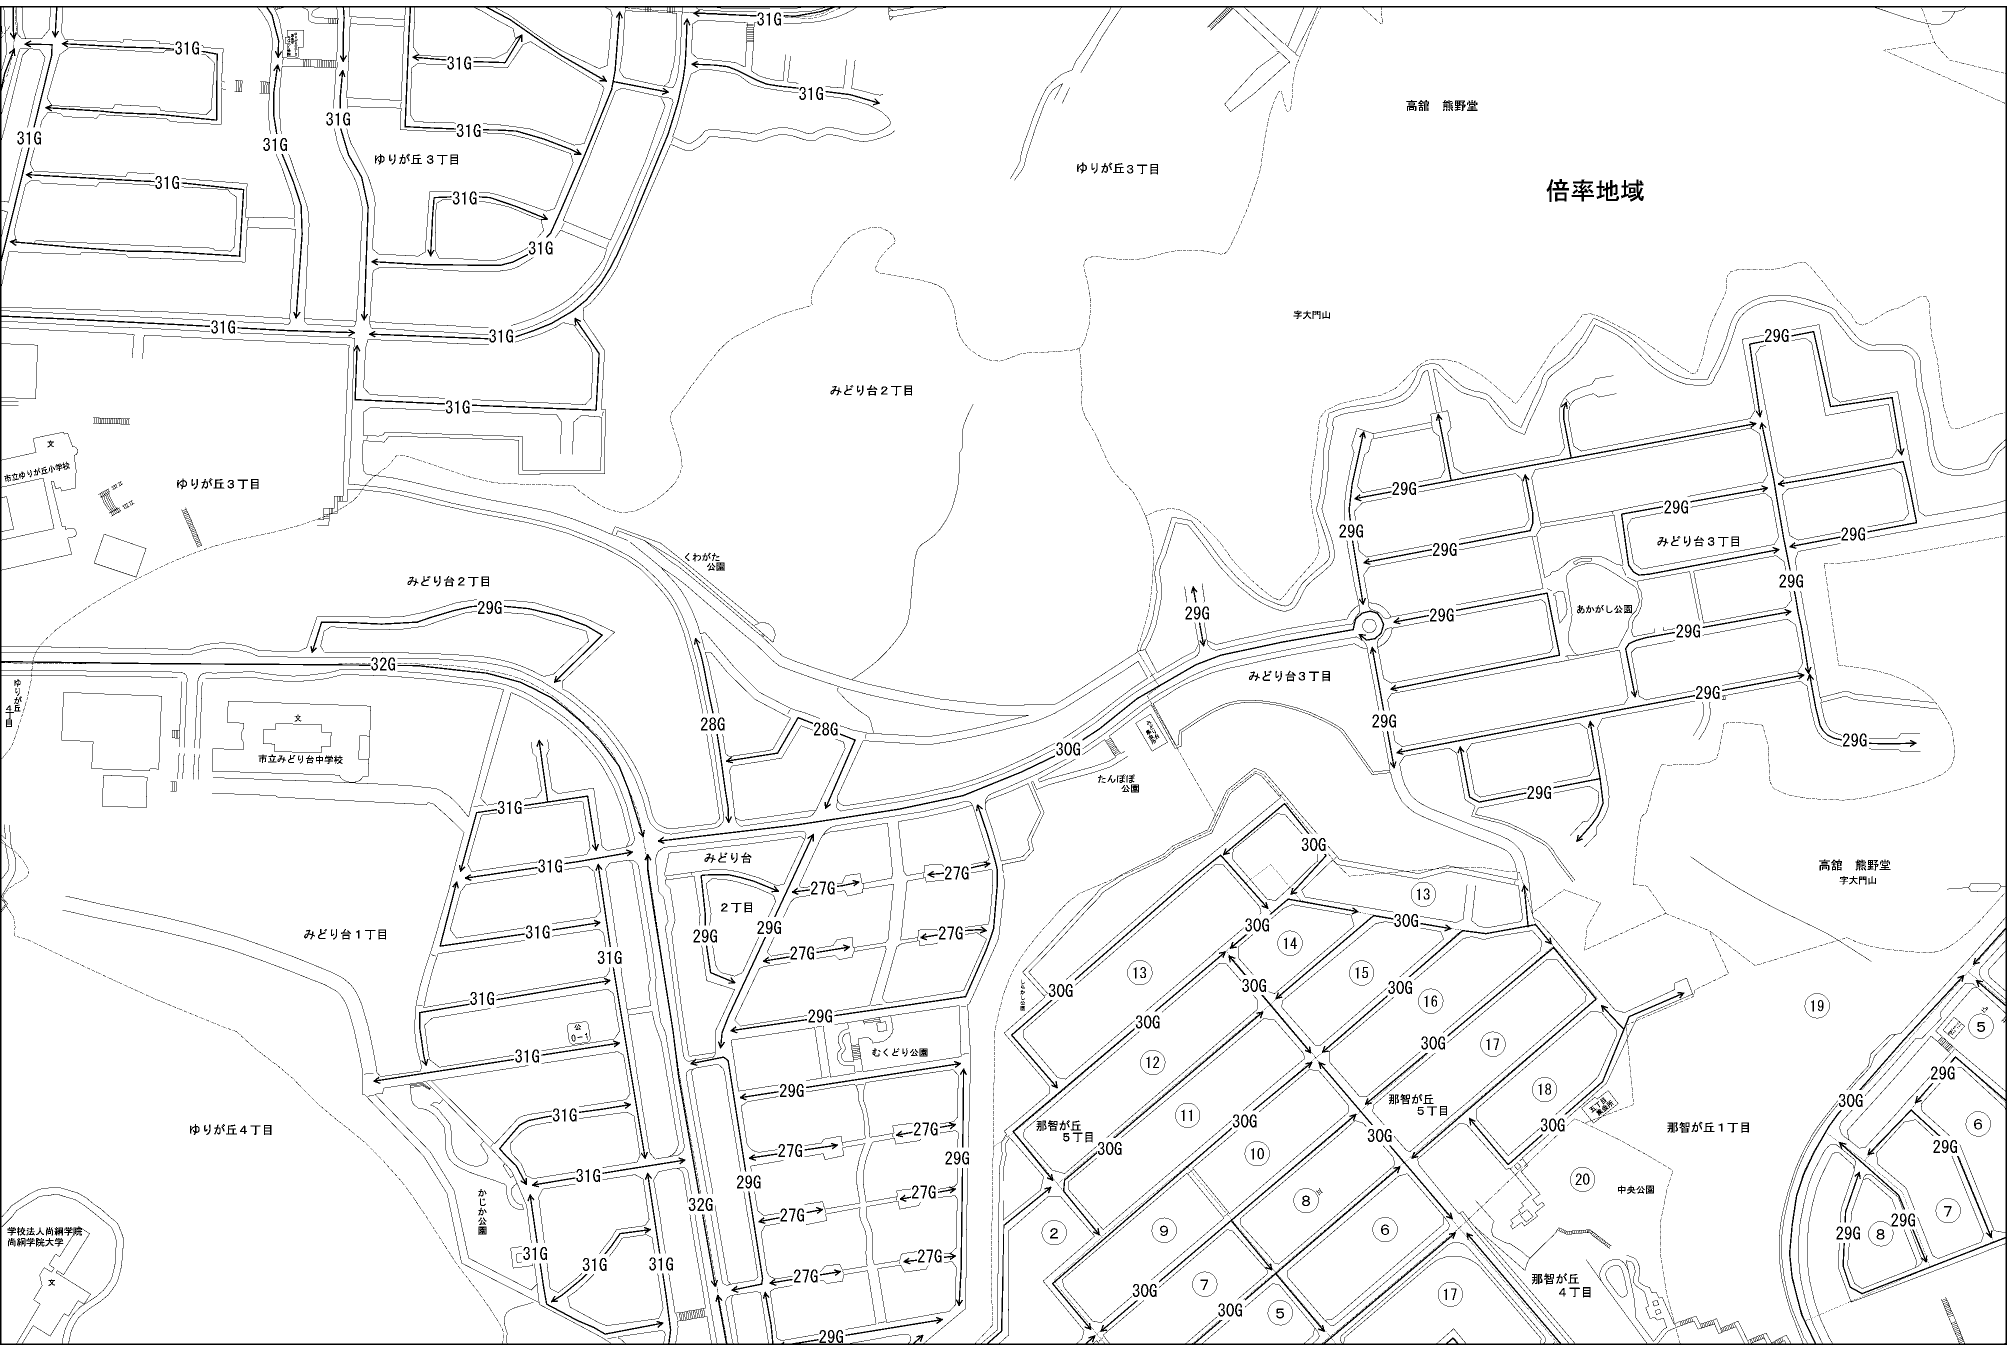 31G
31G
31G
31G
31G
31G
31G
31G
31G
高舘　熊野堂
31G
31G
ゆりが丘３丁目
ゆりが丘３丁目
倍率地域
31G
31G
31G
字大門山
31G
31G
29G
みどり台２丁目
31G
文
市立ゆりが丘小学校
ゆりが丘３丁目
29G
29G
29G
29G
29G
みどり台３丁目
くわがた
公園
みどり台２丁目
29G
29G
29G
29G
29G
あかがし公園
29G
32G
みどり台３丁目
ゆりが丘
４丁目
29G
文
28G
28G
29G
30G
29G
市立みどり台中学校
たんぽぽ
公園
29G
31G
30G
みどり台
31G
27G
27G
高舘　熊野堂
字大門山
13
２丁目
30G
30G
29G
29G
みどり台１丁目
31G
27G
27G
14
31G
13
15
30G
30G
30G
31G
16
19
29G
30G
公
0-1
5
17
30G
31G
むくどり公園
12
29G
29G
18
30G
那智が丘
５丁目
31G
11
30G
那智が丘
５丁目
30G
那智が丘１丁目
6
ゆりが丘４丁目
27G
30G
27G
30G
29G
30G
10
29G
31G
29G
20
中央公園
かじか公園
27G
8
32G
27G
7
29G
2
9
6
29G
8
学校法人尚絅学院
尚絅学院大学
31G
31G
31G
27G
27G
文
30G
7
那智が丘
４丁目
17
30G
5
29G